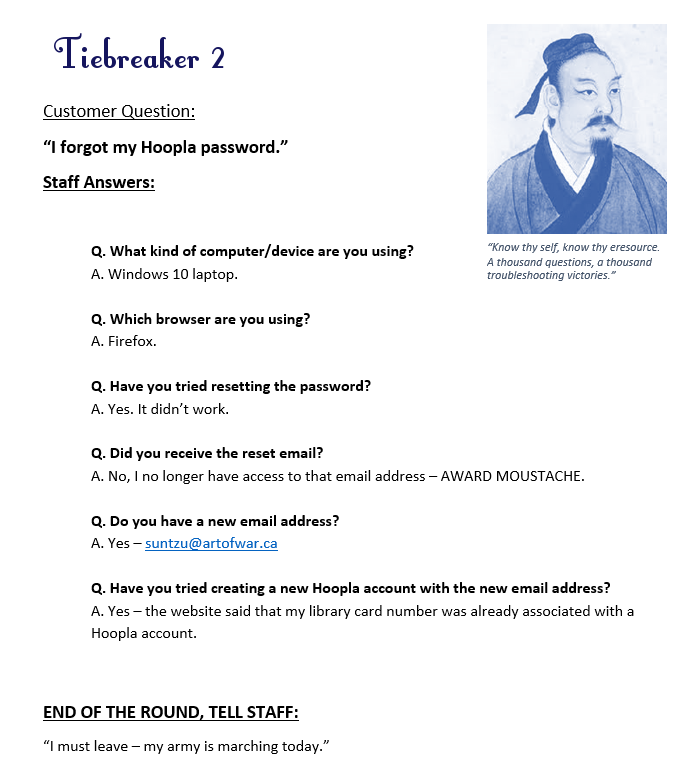 Tiebreaker 2
Customer Question:
“I forgot my Hoopla password.”
Staff Answers:
“Know thy self, know thy eresource.
A thousand questions, a thousand
troubleshooting victories.”
Q. What kind of computer/device are you using?
A. Windows 10 laptop.
Q. Which browser are you using?
A. Firefox.
Q. Have you tried resetting the password?
A. Yes. It didn’t work.
Q. Did you receive the reset email?
A. No, I no longer have access to that email address – AWARD MOUSTACHE.
Q. Do you have a new email address?
A. Yes – suntzu@artofwar.ca
Q. Have you tried creating a new Hoopla account with the new email address?
A. Yes – the website said that my library card number was already associated with a
Hoopla account.
END OF THE ROUND, TELL STAFF:
“I must leave – my army is marching today.”